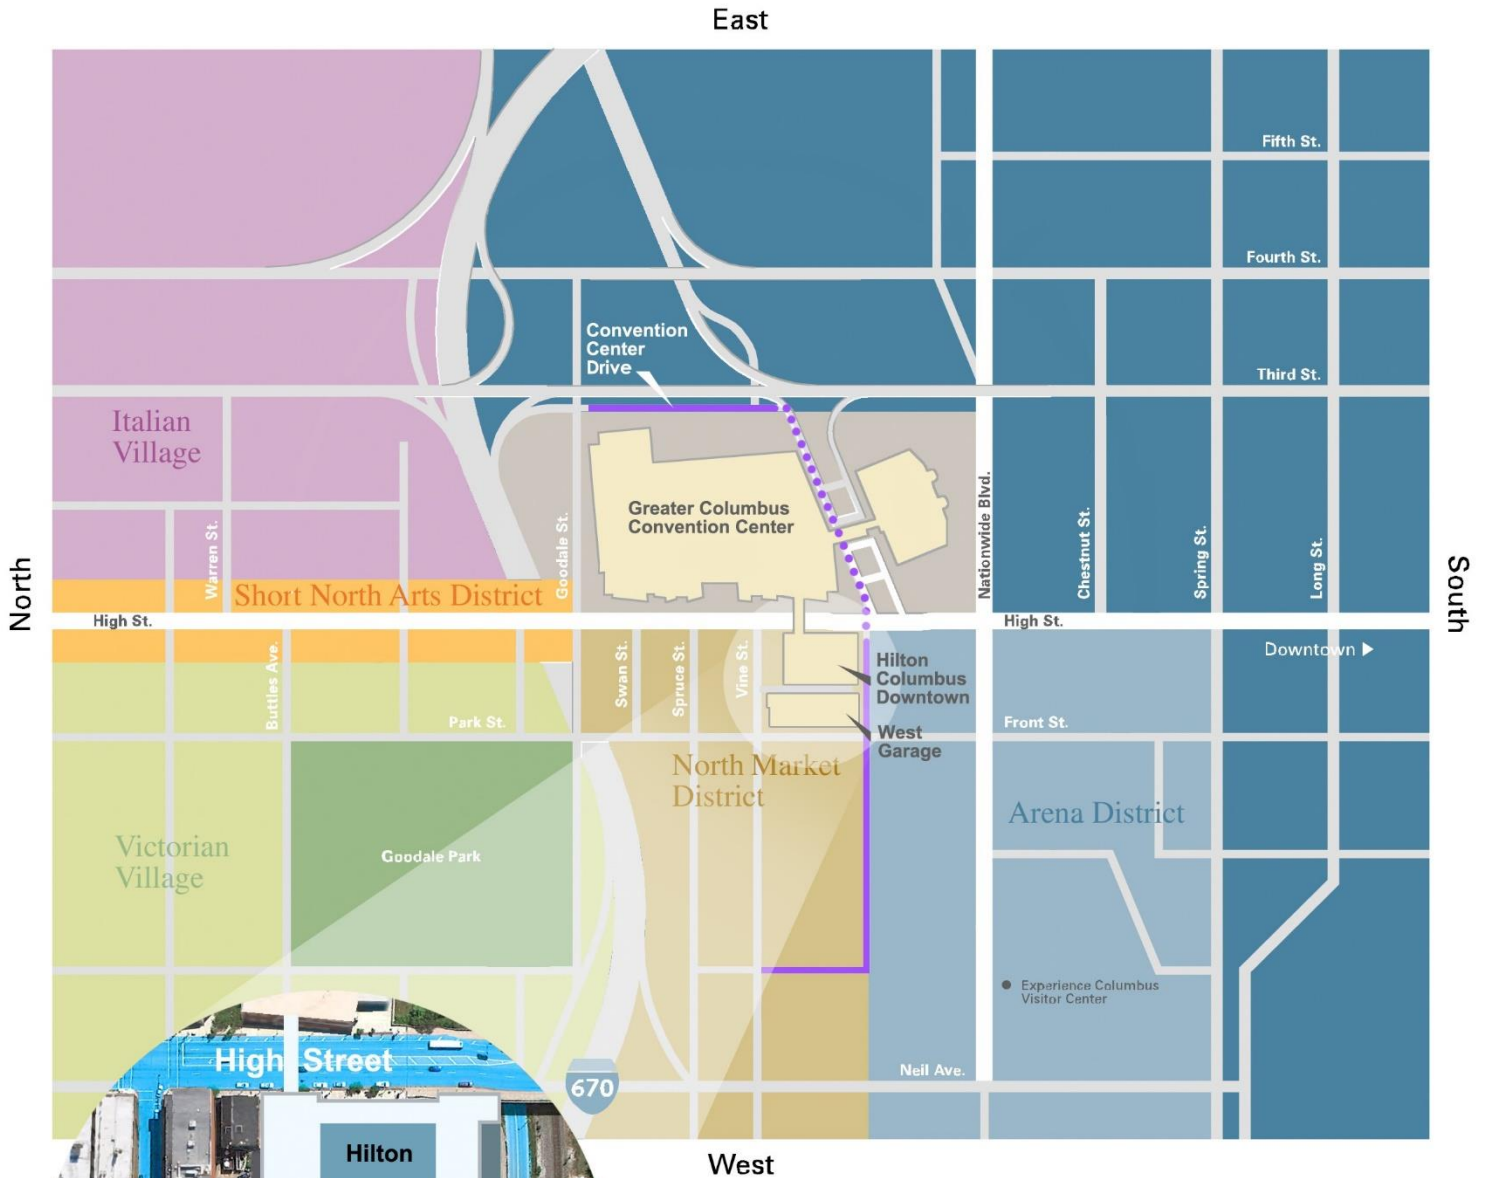 East
Fifth St.
Fourth St.
Convention
Center
Drive
Third St.
Italian
Village
Greater Columbus
Convention Center
Nationwide Blvd.
Warren St.
Goodale St.
Chestnut St.
Spring St.
Long St.
North
South
Short North Arts District
High St.
High St.
Buttles Ave.
Swan St.
Spruce St.
Vine St.
Hilton
Columbus
Downtown
Downtown
Park St.
Front St.
West
Garage
North Market
District
Arena District
Victorian
Village
Goodale Park
Experience Columbus
Visitor Center
High Street
Neil Ave.
670
Hilton
West